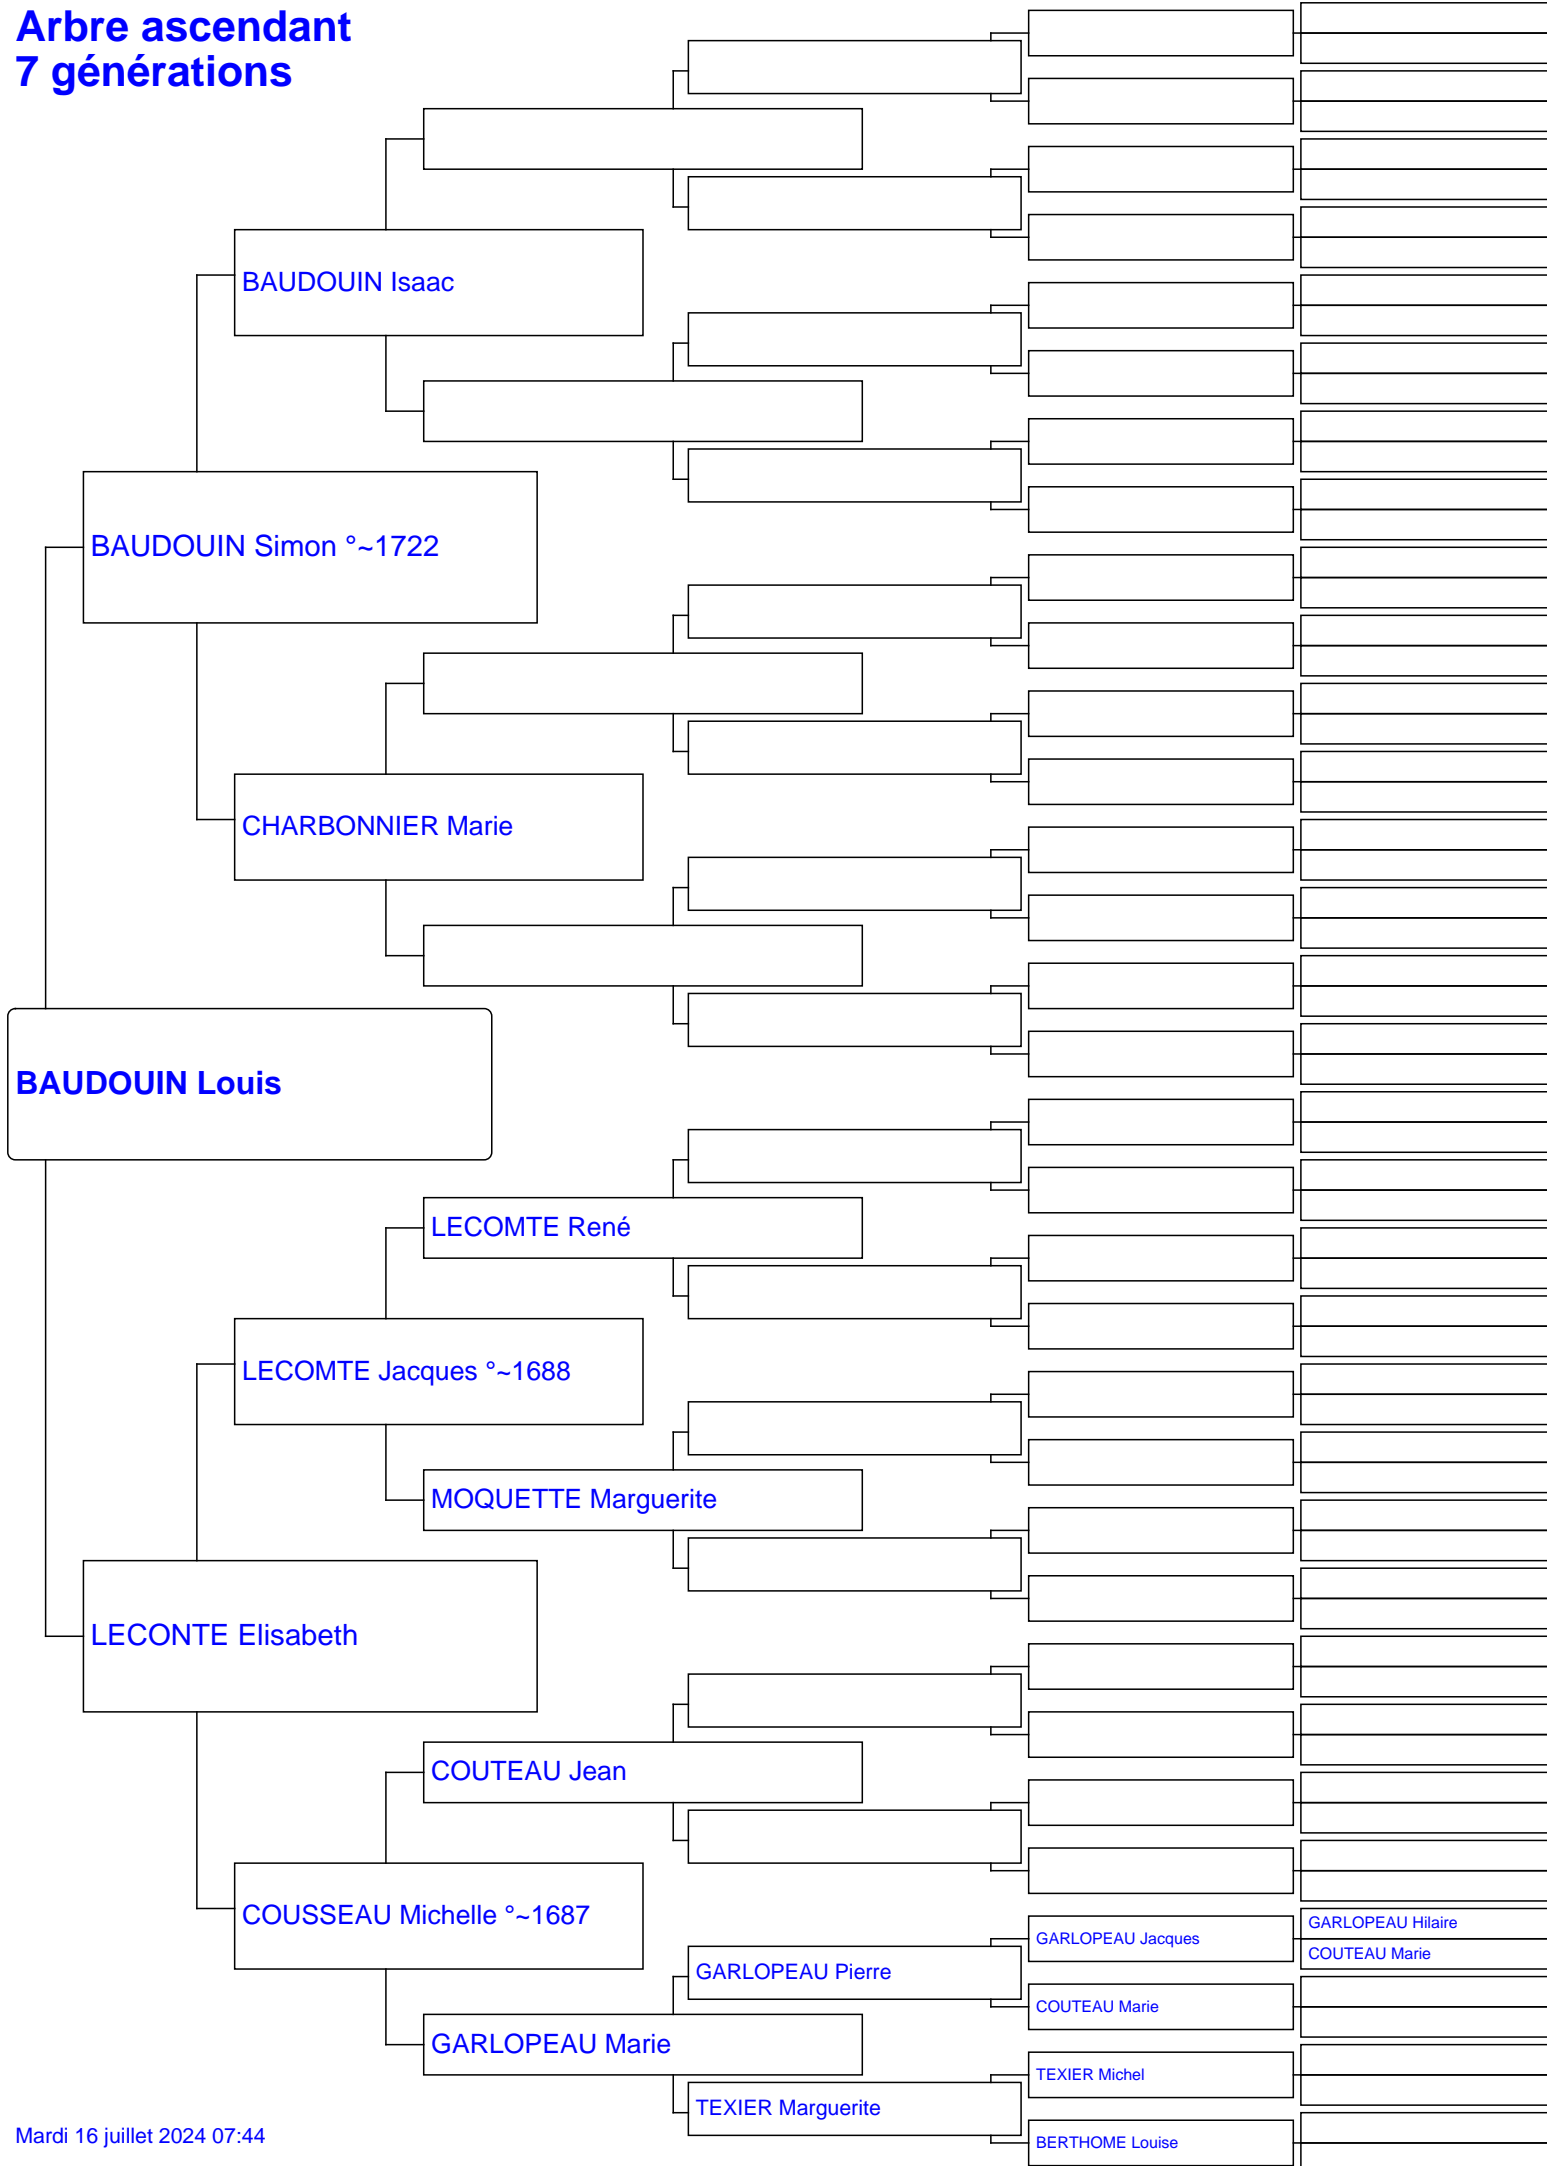 Arbre ascendant
7 générations
BAUDOUIN Isaac
BAUDOUIN Simon °~1722
CHARBONNIER Marie
BAUDOUIN Louis
LECOMTE René
LECOMTE Jacques °~1688
MOQUETTE Marguerite
LECONTE Elisabeth
COUTEAU Jean
COUSSEAU Michelle °~1687
GARLOPEAU Hilaire
GARLOPEAU Jacques
COUTEAU Marie
GARLOPEAU Pierre
COUTEAU Marie
GARLOPEAU Marie
TEXIER Michel
TEXIER Marguerite
BERTHOME Louise
Mardi 16 juillet 2024 07:44